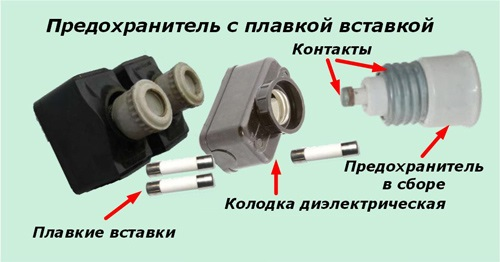 Предохранитель с плавкой вставкой
Контакты
Предохранитель
в сборе
Колодка диэлектрическая
Плавкие вставки